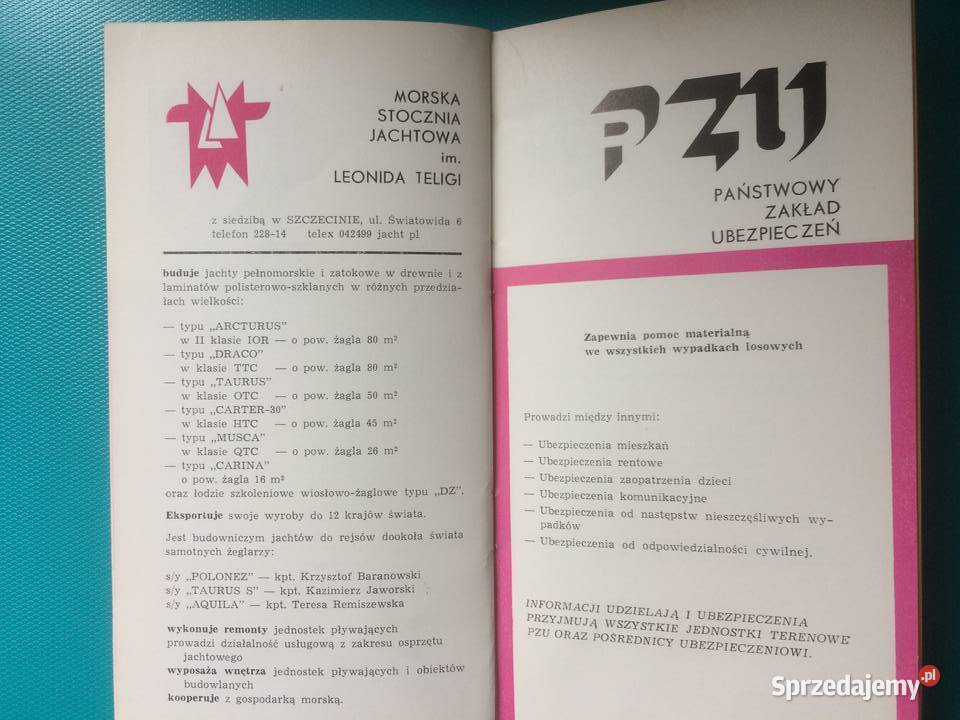 MORSKA
STOCZNIA
JACHTOWA
im.
LEONIDA TELIGI
z siedzibą w SZCZECINIE, ul. Światowida 6
telefon 228-14 telex 042499 jacht pl
buduje jachty pełnomorskie i zatokowe w drewnie i z
laminatów polisterowo-szklanych w różnych przedzia-
łach wielkości:
— typu „ARCTURUS”
w II klasie IOR — o pow. żagla 80 m²
— typu „DRACO”
w klasie TTC — o pow. żagla 80 m²
— typu „TAURUS”
w klasie OTC — o pow. żagla 50 m²
— typu „CARTER-30”
w klasie HTC — o pow. żagla 45 m²
— typu „MUSCA”
w klasie QTC — o pow. żagla 26 m²
— typu „CARINA”
o pow. żagla 16 m²
oraz łodzie szkoleniowe wiosłowo-żaglowe typu „DZ”.
Eksportuje swoje wyroby do 12 krajów świata.
Jest budowniczym jachtów do rejsów dookoła świata
samotnych żeglarzy:
s/y „POLONEZ” — kpt. Krzysztof Baranowski
s/y „TAURUS S” — kpt. Kazimierz Jaworski
s/y „AQUILA” — kpt. Teresa Remiszewska
wykonuje remonty jednostek pływających
prowadzi działalność usługową z zakresu osprzętu
jachtowego
wyposaża wnętrza jednostek pływających i obiektów
budowlanych
kooperuje z gospodarką morską.
PZU
PAŃSTWOWY
ZAKŁAD
UBEZPIECZEŃ
Zapewnia pomoc materialną
we wszystkich wypadkach losowych
Prowadzi między innymi:
— Ubezpieczenia mieszkań
— Ubezpieczenia rentowe
— Ubezpieczenia zaopatrzenia dzieci
— Ubezpieczenia komunikacyjne
— Ubezpieczenia od następstw nieszczęśliwych wy-
padków
— Ubezpieczenia od odpowiedzialności cywilnej.
INFORMACJI UDZIELAJĄ I UBEZPIECZENIA
PRZYJMUJĄ WSZYSTKIE JEDNOSTKI TERENOWE
PZU ORAZ POŚREDNICY UBEZPIECZENIOWI.
Sprzedajemy.pl